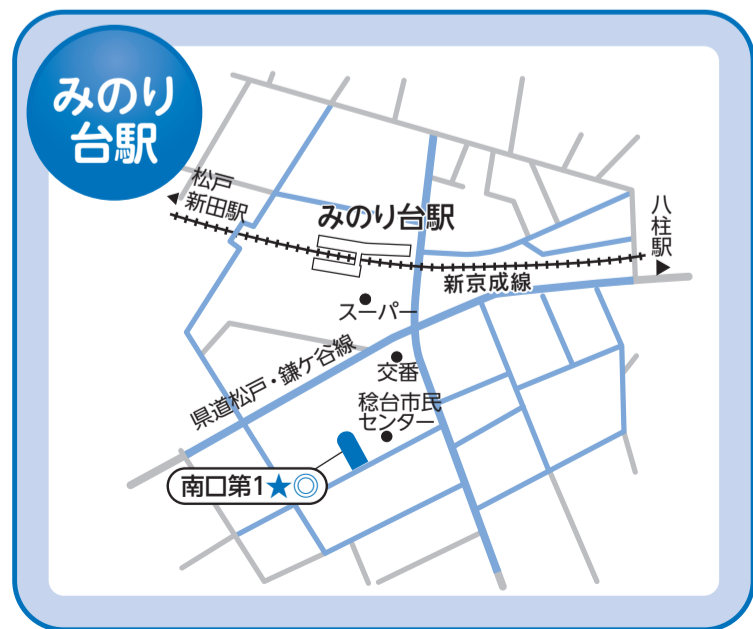 みのり
台駅
松戸
新田駅
みのり台駅
八柱駅
新京成線
スーパー
県道松戸・鎌ケ谷線
交番
稔台市民
センター
南口第1★◎